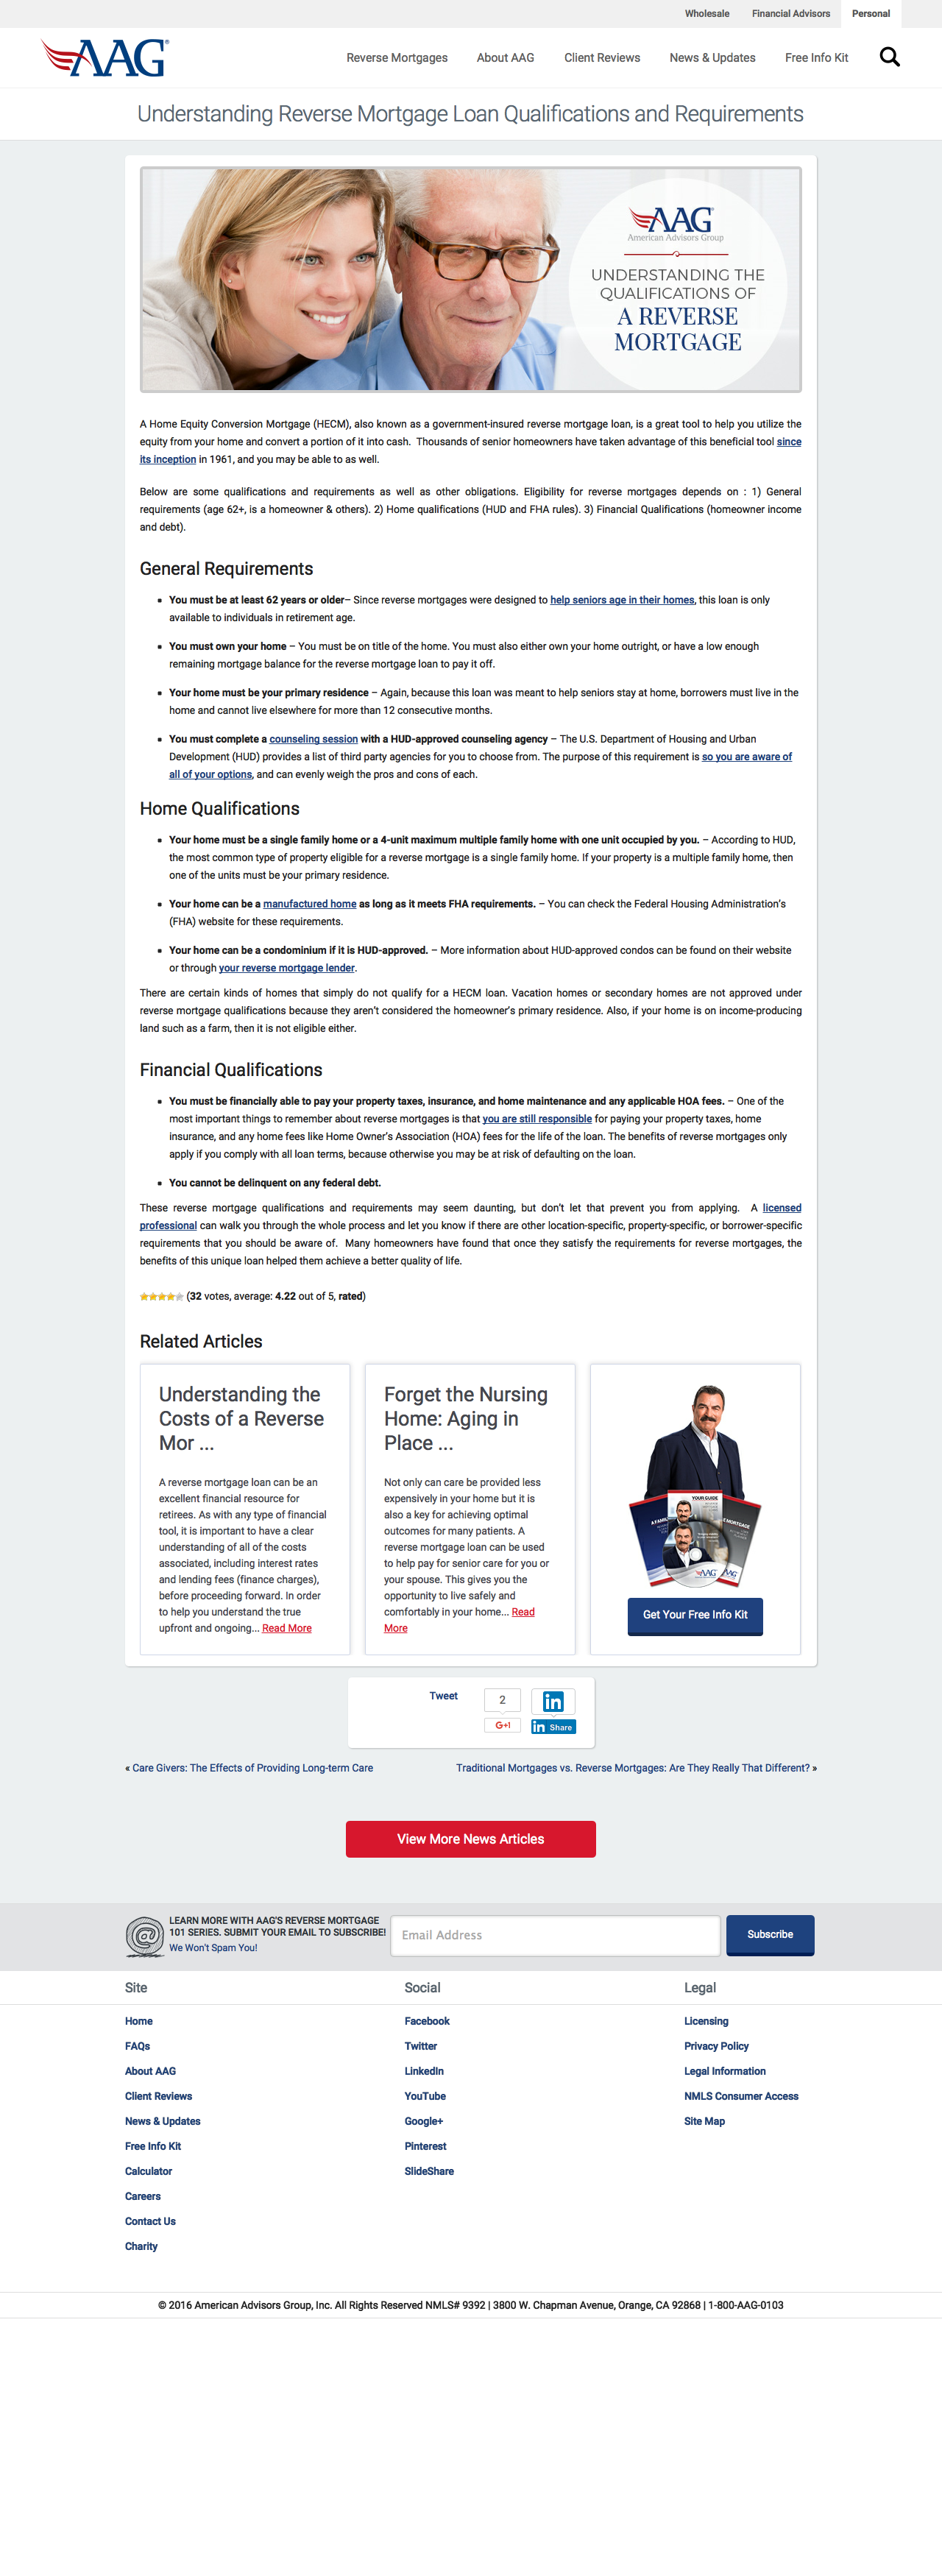 Wholesale Financial Advisors Personal
AAG®
Reverse Mortgages About AAG Client Reviews News & Updates Free Info Kit
Understanding Reverse Mortgage Loan Qualifications and Requirements
AAG®
American Advisors Group
UNDERSTANDING THE
QUALIFICATIONS OF
A REVERSE
MORTGAGE
A Home Equity Conversion Mortgage (HECM), also known as a government-insured reverse mortgage loan, is a great tool to help you utilize the
equity from your home and convert a portion of it into cash. Thousands of senior homeowners have taken advantage of this beneficial tool since
its inception in 1961, and you may be able to as well.
Below are some qualifications and requirements as well as other obligations. Eligibility for reverse mortgages depends on : 1) General
requirements (age 62+, is a homeowner & others). 2) Home qualifications (HUD and FHA rules). 3) Financial Qualifications (homeowner income
and debt).
General Requirements
▪ You must be at least 62 years or older– Since reverse mortgages were designed to help seniors age in their homes, this loan is only
available to individuals in retirement age.
▪ You must own your home – You must be on title of the home. You must also either own your home outright, or have a low enough
remaining mortgage balance for the reverse mortgage loan to pay it off.
▪ Your home must be your primary residence – Again, because this loan was meant to help seniors stay at home, borrowers must live in the
home and cannot live elsewhere for more than 12 consecutive months.
▪ You must complete a counseling session with a HUD-approved counseling agency – The U.S. Department of Housing and Urban
Development (HUD) provides a list of third party agencies for you to choose from. The purpose of this requirement is so you are aware of
all of your options, and can evenly weigh the pros and cons of each.
Home Qualifications
▪ Your home must be a single family home or a 4-unit maximum multiple family home with one unit occupied by you. – According to HUD,
the most common type of property eligible for a reverse mortgage is a single family home. If your property is a multiple family home, then
one of the units must be your primary residence.
▪ Your home can be a manufactured home as long as it meets FHA requirements. – You can check the Federal Housing Administration's
(FHA) website for these requirements.
▪ Your home can be a condominium if it is HUD-approved. – More information about HUD-approved condos can be found on their website
or through your reverse mortgage lender.
There are certain kinds of homes that simply do not qualify for a HECM loan. Vacation homes or secondary homes are not approved under
reverse mortgage qualifications because they aren't considered the homeowner's primary residence. Also, if your home is on income-producing
land such as a farm, then it is not eligible either.
Financial Qualifications
▪ You must be financially able to pay your property taxes, insurance, and home maintenance and any applicable HOA fees. – One of the
most important things to remember about reverse mortgages is that you are still responsible for paying your property taxes, home
insurance, and any home fees like Home Owner's Association (HOA) fees for the life of the loan. The benefits of reverse mortgages only
apply if you comply with all loan terms, because otherwise you may be at risk of defaulting on the loan.
▪ You cannot be delinquent on any federal debt.
These reverse mortgage qualifications and requirements may seem daunting, but don't let that prevent you from applying. A licensed
professional can walk you through the whole process and let you know if there are other location-specific, property-specific, or borrower-specific
requirements that you should be aware of. Many homeowners have found that once they satisfy the requirements for reverse mortgages, the
benefits of this unique loan helped them achieve a better quality of life.
(32 votes, average: 4.22 out of 5, rated)
Related Articles
Understanding the
Costs of a Reverse
Mor ...
A reverse mortgage loan can be an
excellent financial resource for
retirees. As with any type of financial
tool, it is important to have a clear
understanding of all of the costs
associated, including interest rates
and lending fees (finance charges),
before proceeding forward. In order
to help you understand the true
upfront and ongoing... Read More
Forget the Nursing
Home: Aging in
Place ...
Not only can care be provided less
expensively in your home but it is
also a key for achieving optimal
outcomes for many patients. A
reverse mortgage loan can be used
to help pay for senior care for you or
your spouse. This gives you the
opportunity to live safely and
comfortably in your home... Read
More
YOUR GUIDE
AAG
AAG
Get Your Free Info Kit
Tweet
2
G+1
in
in Share
« Care Givers: The Effects of Providing Long-term Care
Traditional Mortgages vs. Reverse Mortgages: Are They Really That Different? »
View More News Articles
@
LEARN MORE WITH AAG'S REVERSE MORTGAGE
101 SERIES. SUBMIT YOUR EMAIL TO SUBSCRIBE!
We Won't Spam You!
Email Address
Subscribe
Site
Home
FAQs
About AAG
Client Reviews
News & Updates
Free Info Kit
Calculator
Careers
Contact Us
Charity
Social
Facebook
Twitter
LinkedIn
YouTube
Google+
Pinterest
SlideShare
Legal
Licensing
Privacy Policy
Legal Information
NMLS Consumer Access
Site Map
© 2016 American Advisors Group, Inc. All Rights Reserved NMLS# 9392 | 3800 W. Chapman Avenue, Orange, CA 92868 | 1-800-AAG-0103